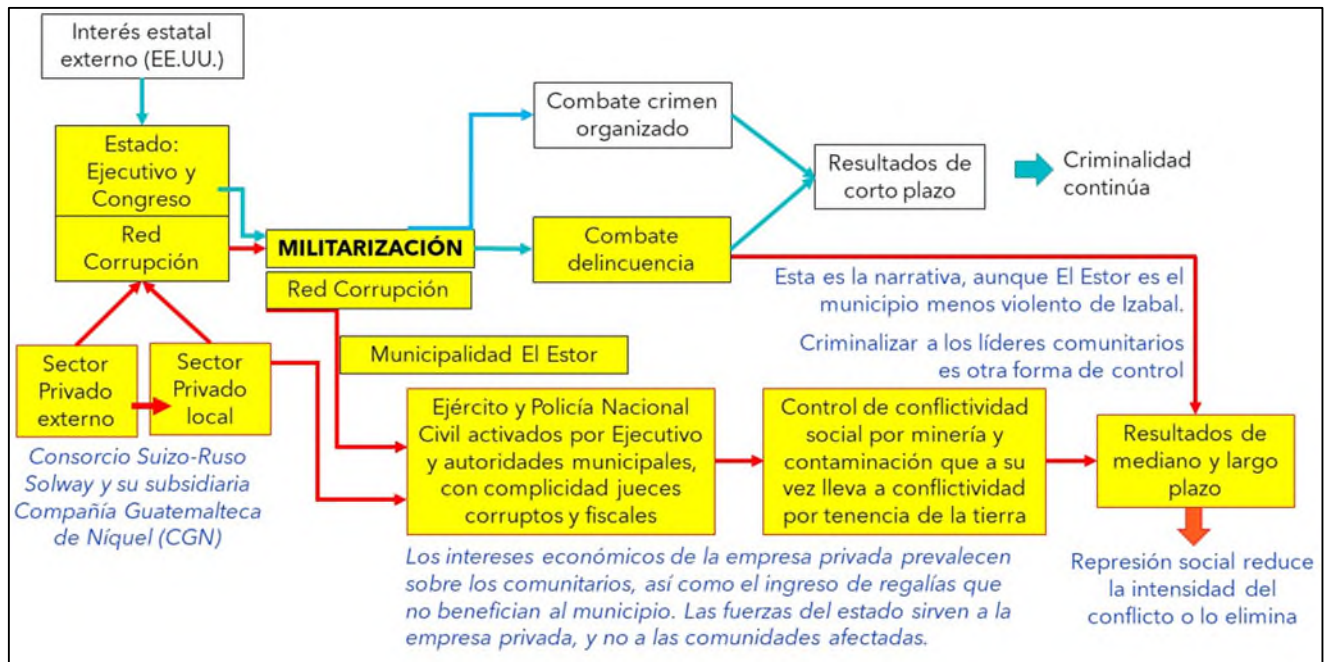 Interés estatal
externo (EE.UU.)
Estado:
Ejecutivo y
Congreso
Red
Corrupción
MILITARIZACIÓN
Red Corrupción
Combate crimen
organizado
Combate
delincuencia
Resultados de
corto plazo
Criminalidad
continúa
Esta es la narrativa, aunque El Estor es el
municipio menos violento de Izabal.
Criminalizar a los líderes comunitarios
es otra forma de control
Sector
Privado
externo
Sector
Privado
local
Consorcio Suizo-Ruso
Solway y su subsidiaria
Compañía Guatemalteca
de Níquel (CGN)
Municipalidad El Estor
Ejército y Policía Nacional
Civil activados por Ejecutivo
y autoridades municipales,
con complicidad jueces
corruptos y fiscales
Control de conflictividad
social por minería y
contaminación que a su
vez lleva a conflictividad
por tenencia de la tierra
Resultados de
mediano y largo
plazo
Los intereses económicos de la empresa privada prevalecen
sobre los comunitarios, así como el ingreso de regalías que
no benefician al municipio. Las fuerzas del estado sirven a la
empresa privada, y no a las comunidades afectadas.
Represión social reduce
la intensidad del
conflicto o lo elimina